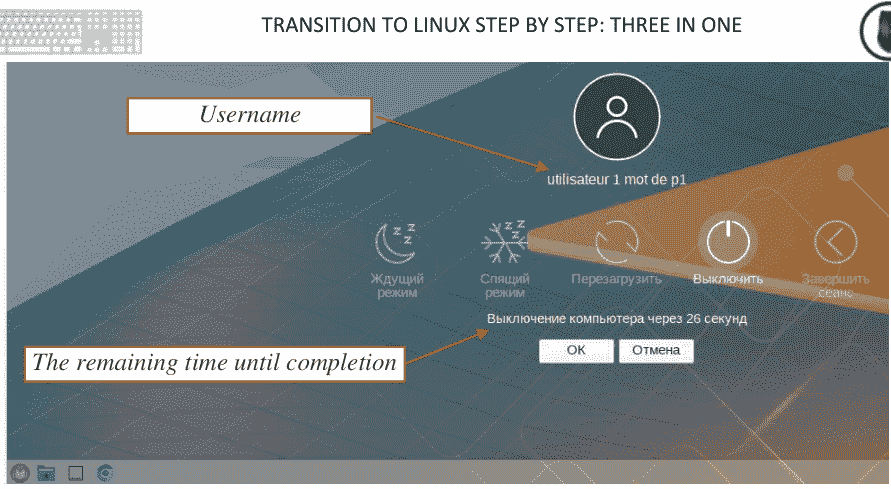 TRANSITION TO LINUX STEP BY STEP: THREE IN ONE
Username
utilisateur 1 mot de p1
Ждущий
режим
Спящий
режим
Перезагрузить
Выключить
Завершить
сеанс
Выключение компьютера через 26 секунд
The remaining time until completion
OK
Отмена